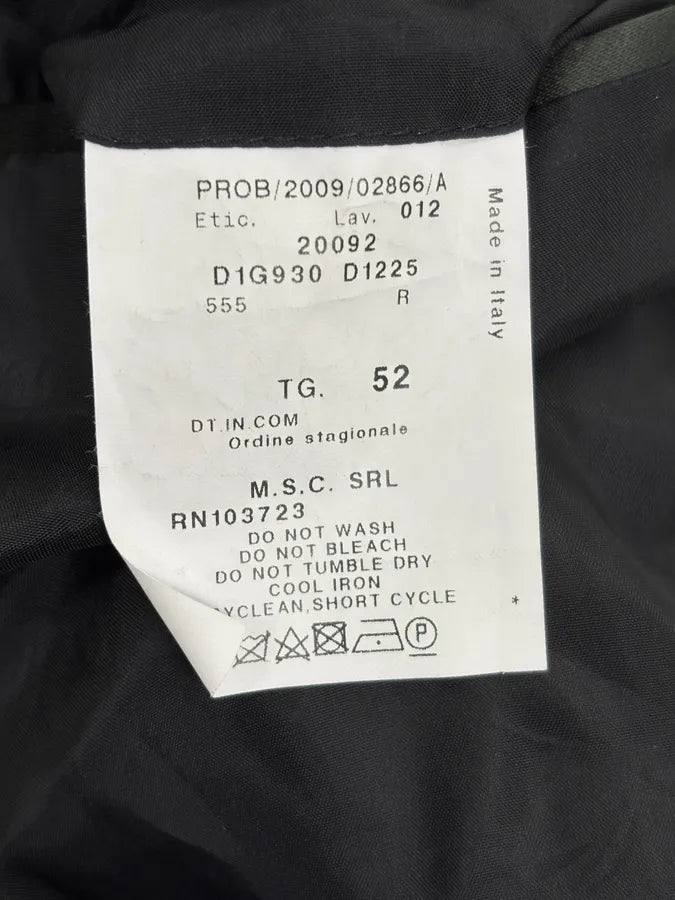 PROB/2009/02866/A
Etic. Lav. 012
20092
D1G930 D1225
555 R
Made in Italy
TG. 52
DT.IN.COM
Ordine stagionale
M.S.C. SRL
RN103723
DO NOT WASH
DO NOT BLEACH
DO NOT TUMBLE DRY
COOL IRON
YCLEAN,SHORT CYCLE *
P